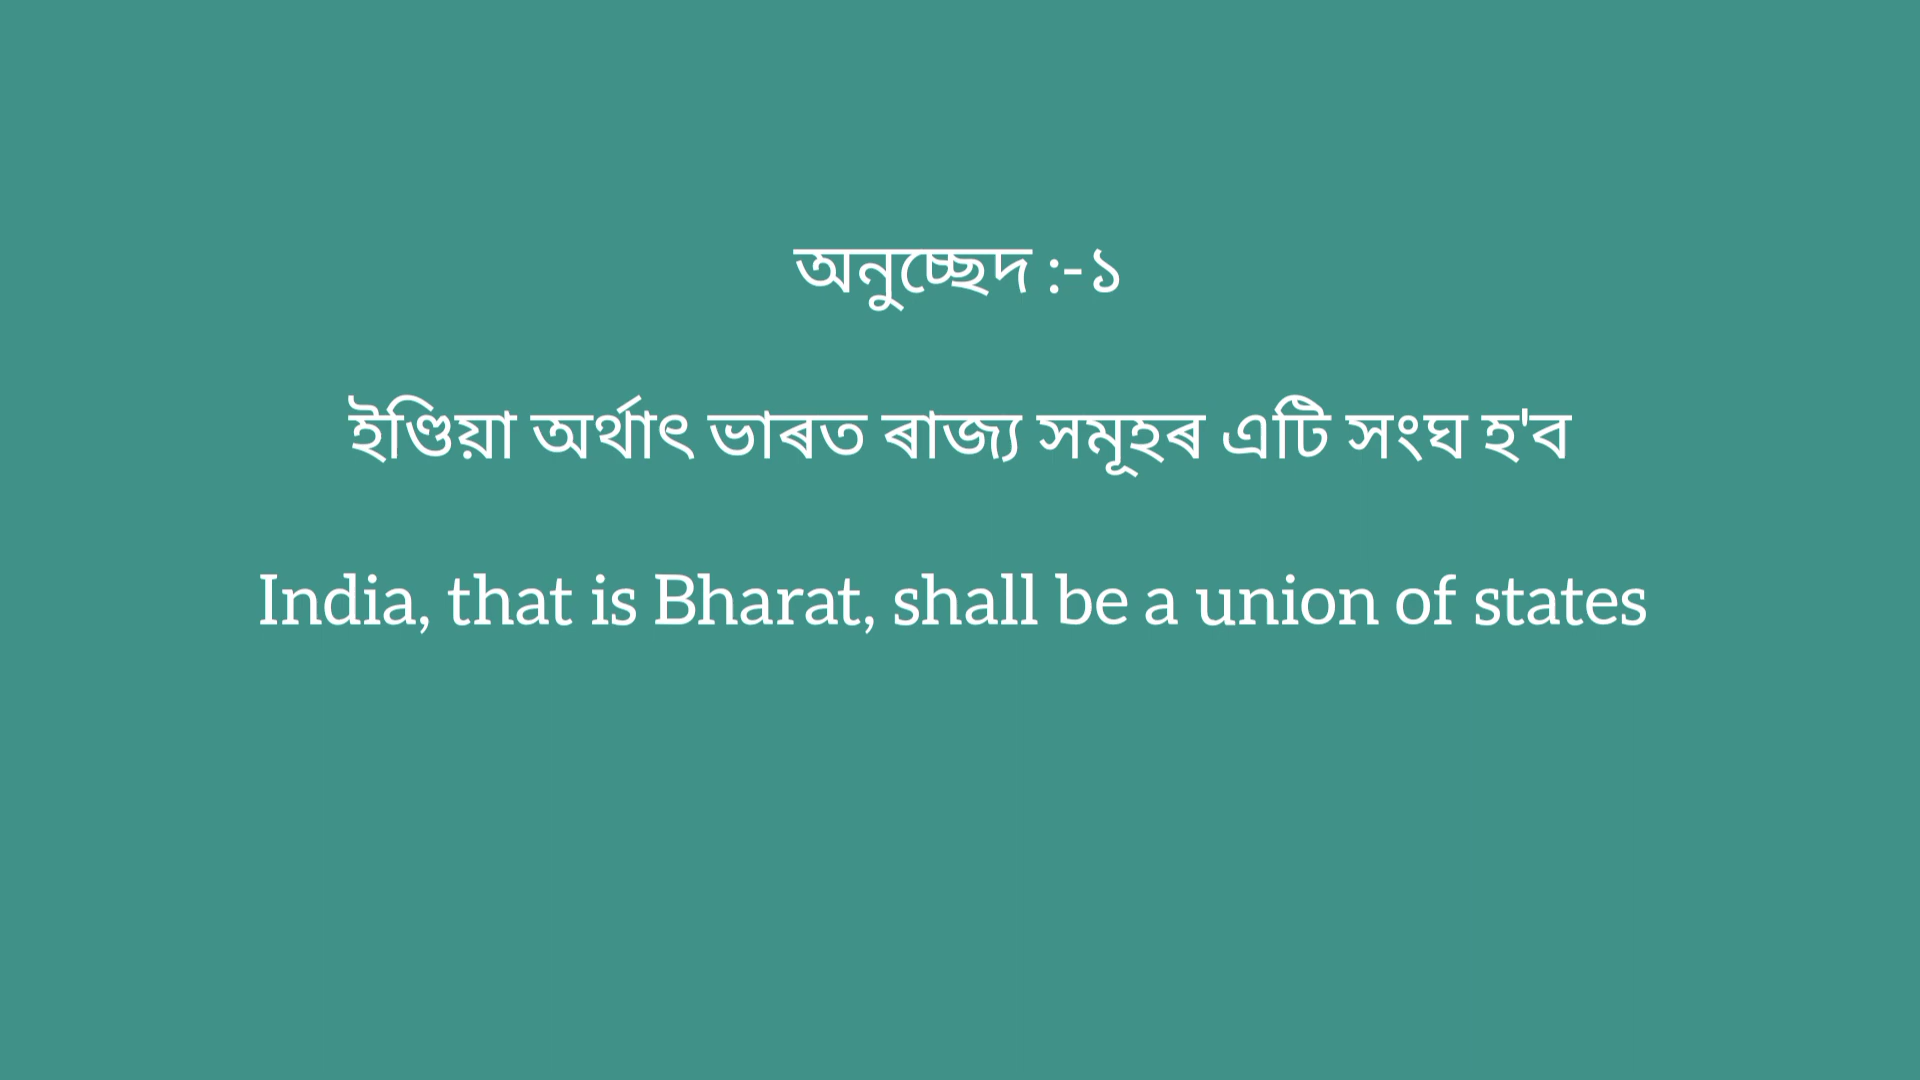 অনুচ্ছেদ :-১
ইণ্ডিয়া অৰ্থাৎ ভাৰত ৰাজ্য সমূহৰ এটি সংঘ হ'ব
India, that is Bharat, shall be a union of states